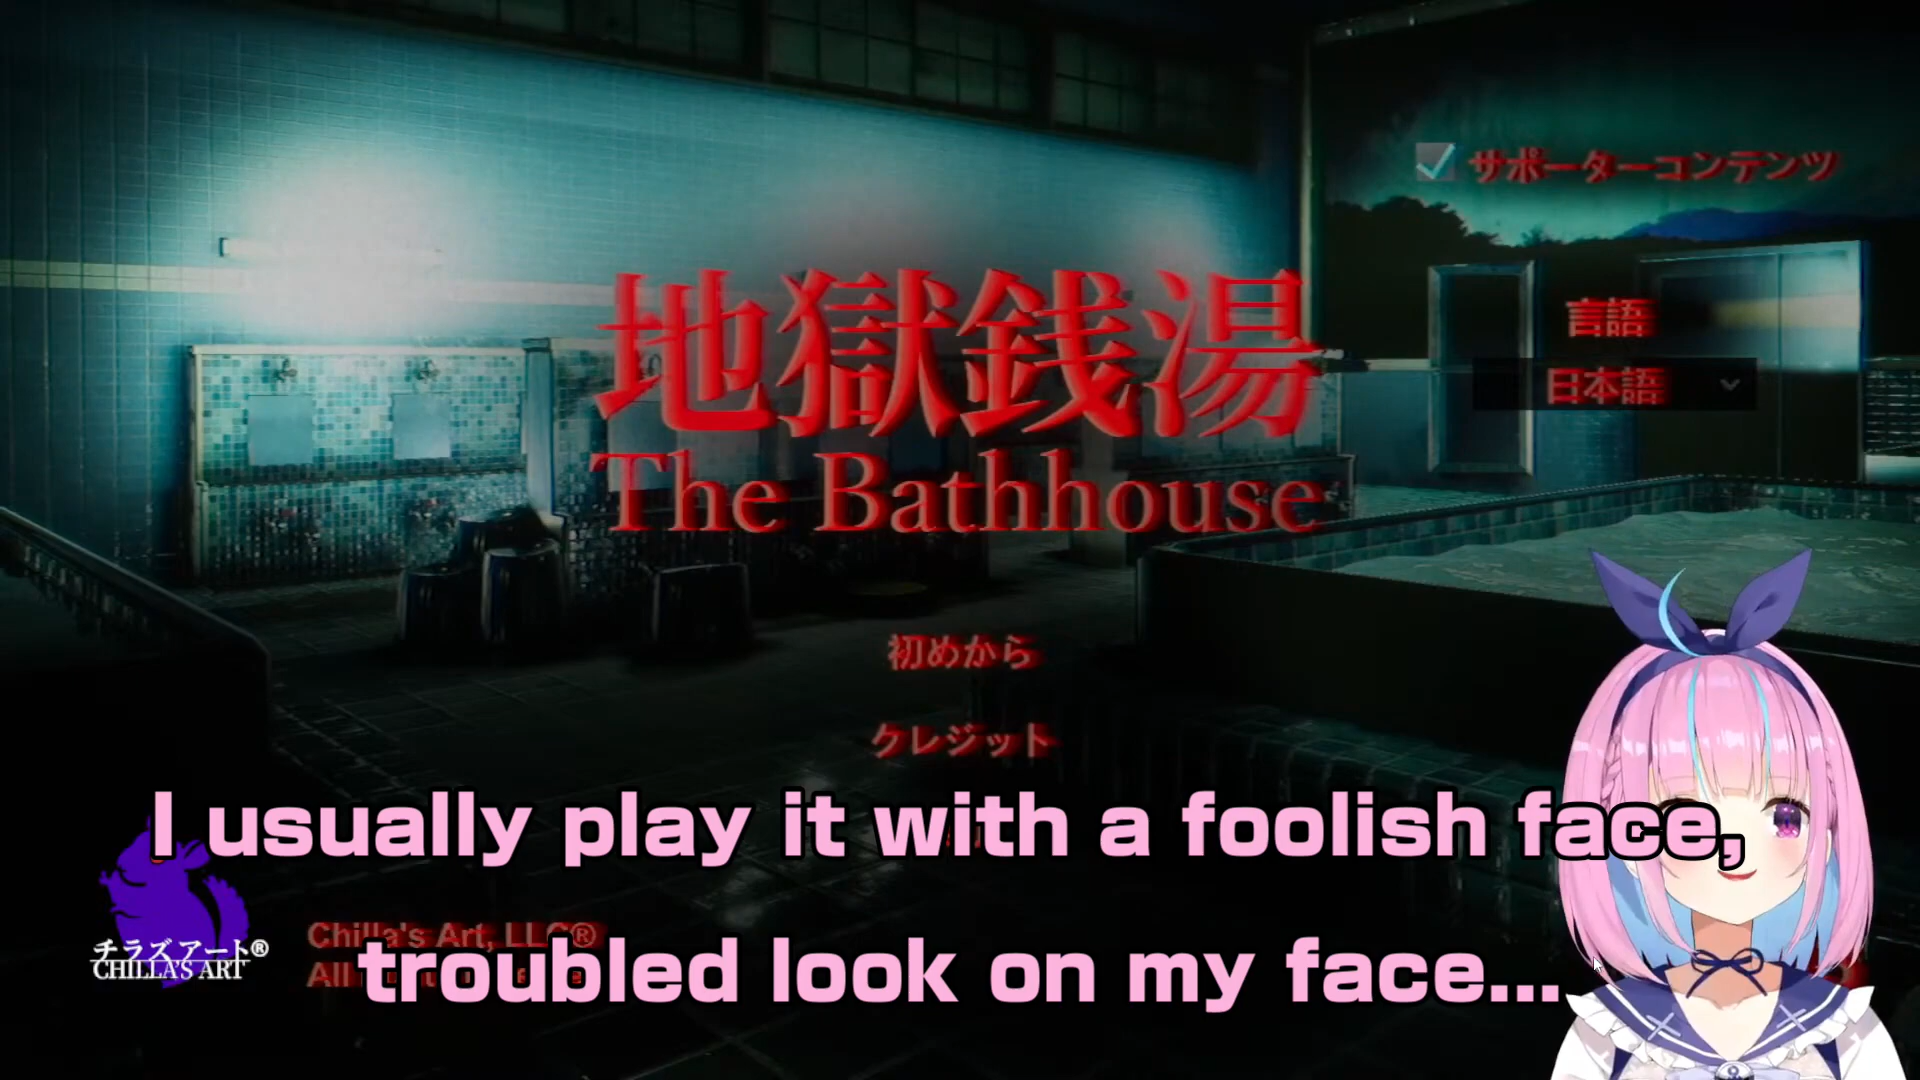 サポーターコンテンツ
地獄銭湯
The Bathhouse
言語
日本語
初めから
クレジット
I usually play it with a foolish face,
troubled look on my face...
チラズアート®
CHILLA'S ART
Chilla's Art, LLC®
All